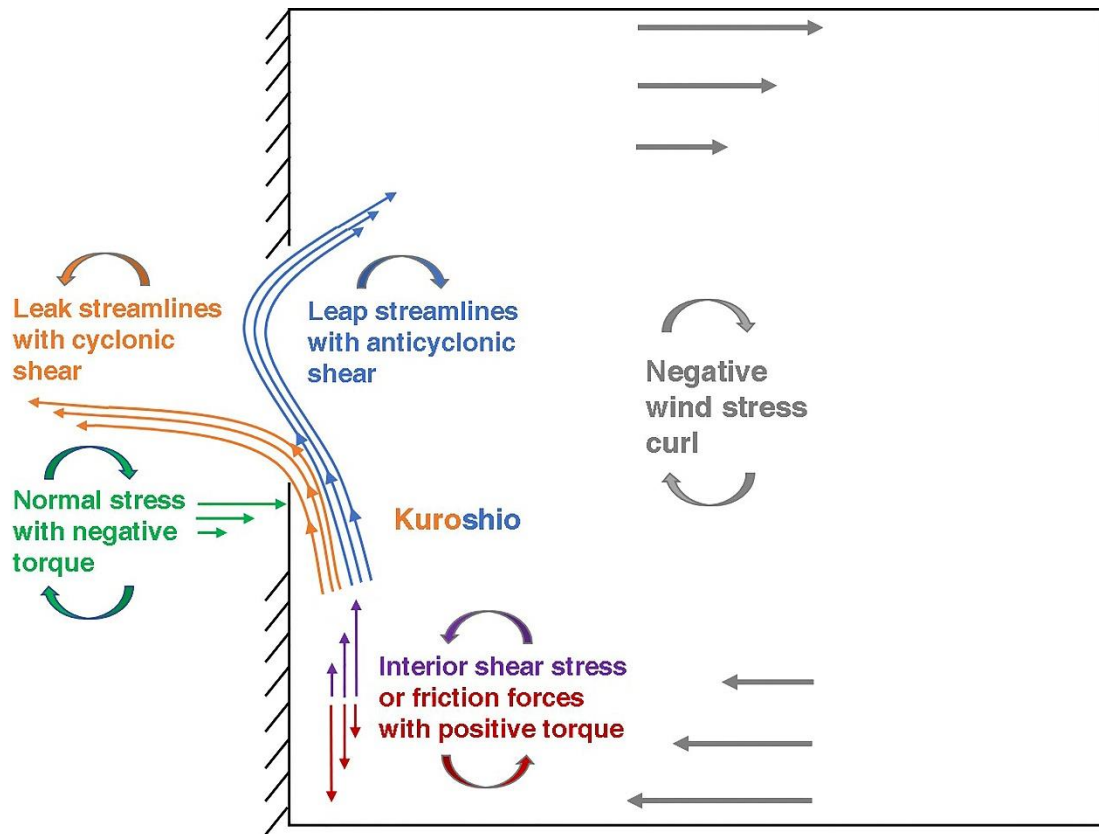 Leak streamlines
with cyclonic
shear
Leap streamlines
with anticyclonic
shear
Negative
wind stress
curl
Normal stress
with negative
torque
Kuroshio
Interior shear stress
or friction forces
with positive torque